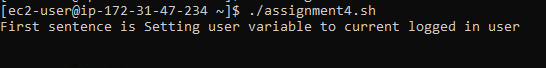 [ec2-user@ip-172-31-47-234 ~]$ ./assignment4.sh
First sentence is Setting user variable to current logged in user